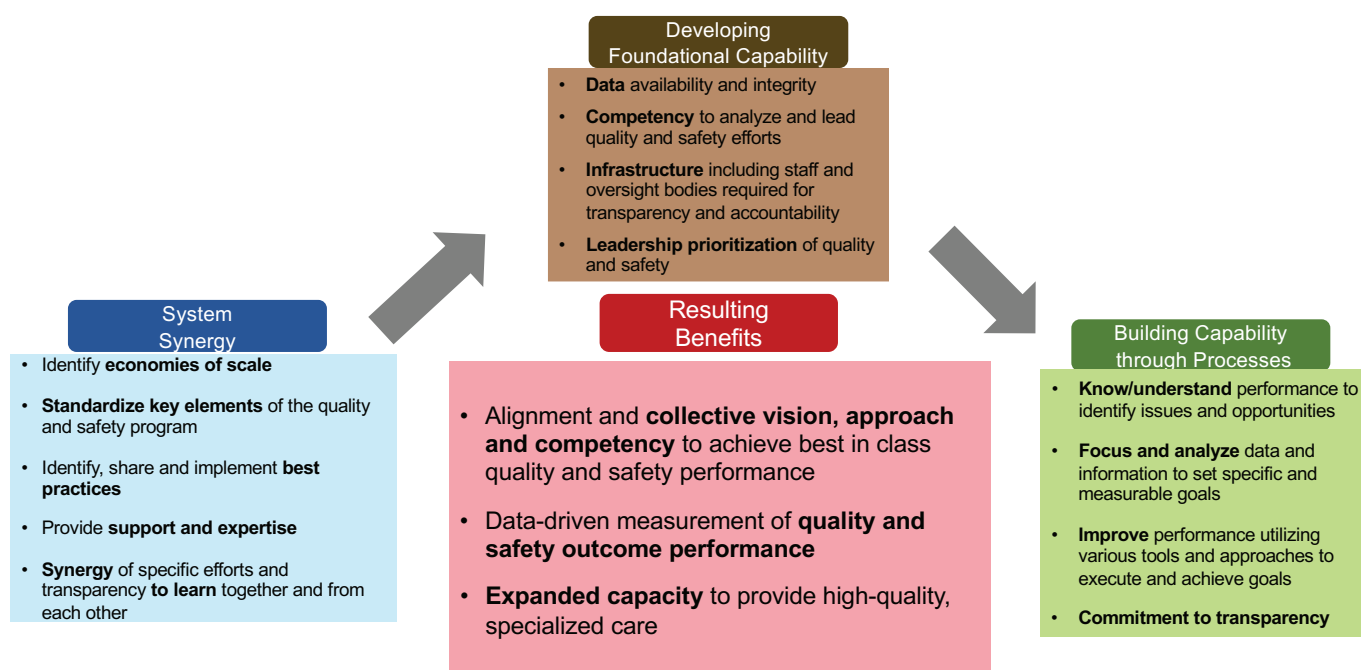 Developing
Foundational Capability
• Data availability and integrity
• Competency to analyze and lead
quality and safety efforts
• Infrastructure including staff and
oversight bodies required for
transparency and accountability
• Leadership prioritization of quality
and safety
System
Synergy
• Identify economies of scale
• Standardize key elements of the quality
and safety program
• Identify, share and implement best
practices
• Provide support and expertise
• Synergy of specific efforts and
transparency to learn together and from
each other
Resulting
Benefits
• Alignment and collective vision, approach
and competency to achieve best in class
quality and safety performance
• Data-driven measurement of quality and
safety outcome performance
• Expanded capacity to provide high-quality,
specialized care
Building Capability
through Processes
• Know/understand performance to
identify issues and opportunities
• Focus and analyze data and
information to set specific and
measurable goals
• Improve performance utilizing
various tools and approaches to
execute and achieve goals
• Commitment to transparency